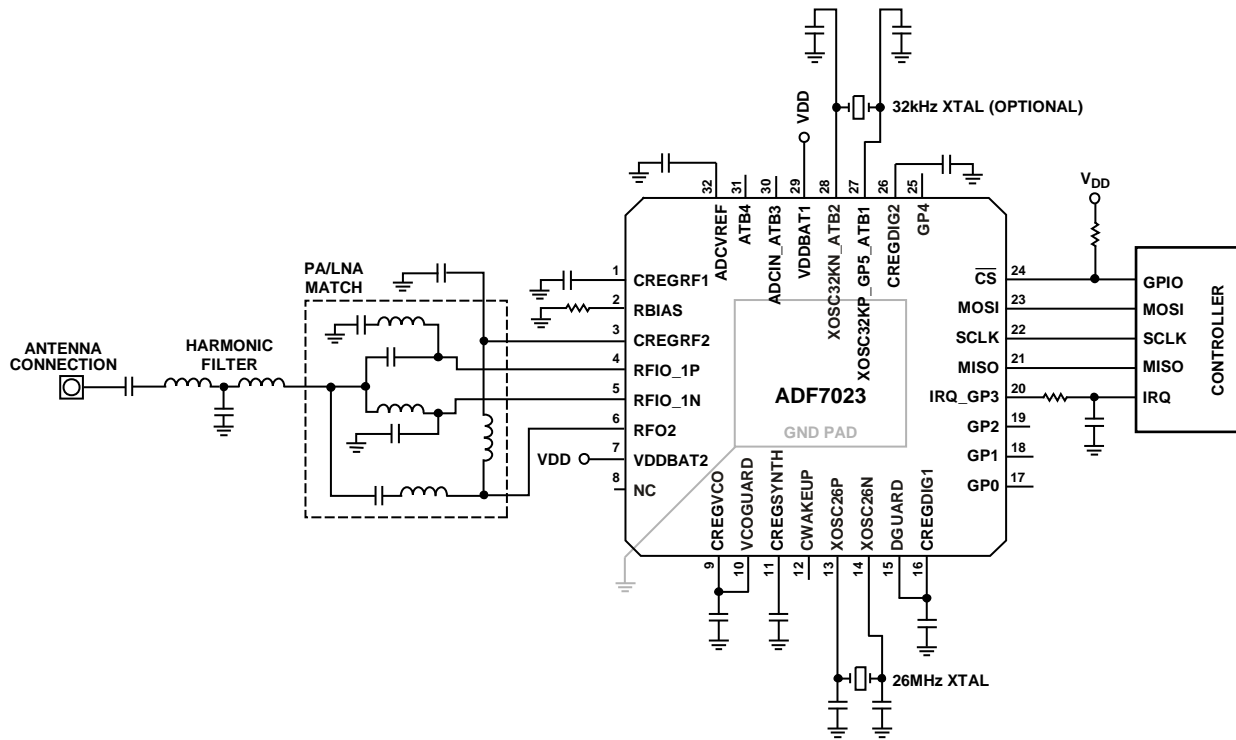 32kHz XTAL (OPTIONAL)
VDD
32
31
30
29
28
27
26
25
ADCVREF
ATB4
ADCIN_ATB3
VDDBAT1
XOSC32KN_ATB2
XOSC32KP_GP5_ATB1
CREGDIG2
GP4
VDD
PA/LNA
MATCH
HARMONIC
FILTER
ANTENNA
CONNECTION
1 CREGRF1
2 RBIAS
3 CREGRF2
4 RFIO_1P
5 RFIO_1N
6 RFO2
VDD 7 VDDBAT2
8 NC
ADF7023
GND PAD
CS 24 GPIO
MOSI 23 MOSI
SCLK 22 SCLK
MISO 21 MISO
IRQ_GP3 20 IRQ
GP2 19
GP1 18
GP0 17
CONTROLLER
CREGVCO
VCOGUARD
CREGSYNTH
CWAKEUP
XOSC26P
XOSC26N
DGUARD
CREGDIG1
9
10
11
12
13
14
15
16
26MHz XTAL